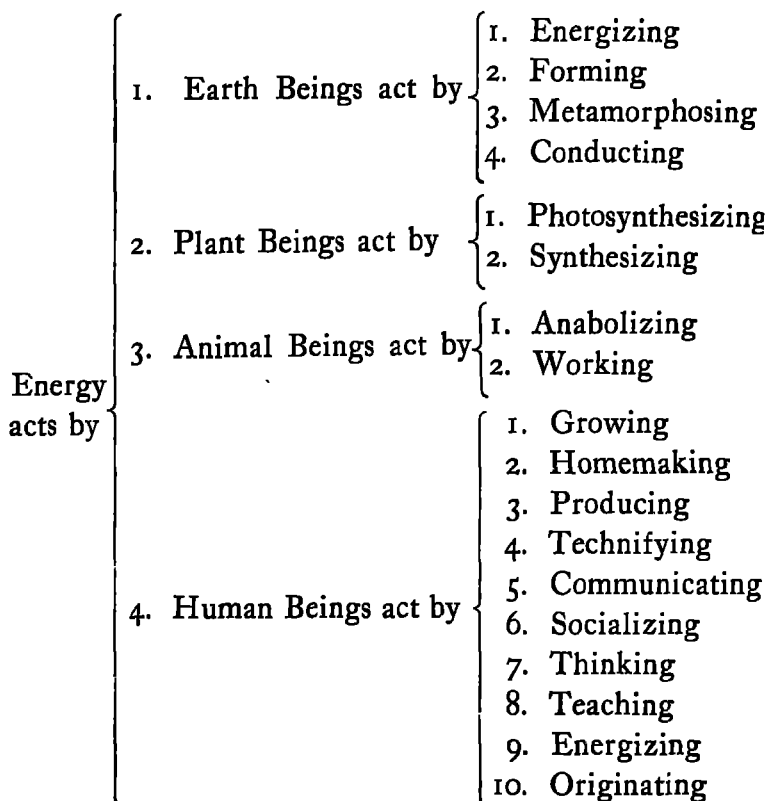 Energy
acts by
1. Earth Beings act by
1. Energizing
2. Forming
3. Metamorphosing
4. Conducting
2. Plant Beings act by
1. Photosynthesizing
2. Synthesizing
3. Animal Beings act by
1. Anabolizing
2. Working
4. Human Beings act by
1. Growing
2. Homemaking
3. Producing
4. Technifying
5. Communicating
6. Socializing
7. Thinking
8. Teaching
9. Energizing
10. Originating